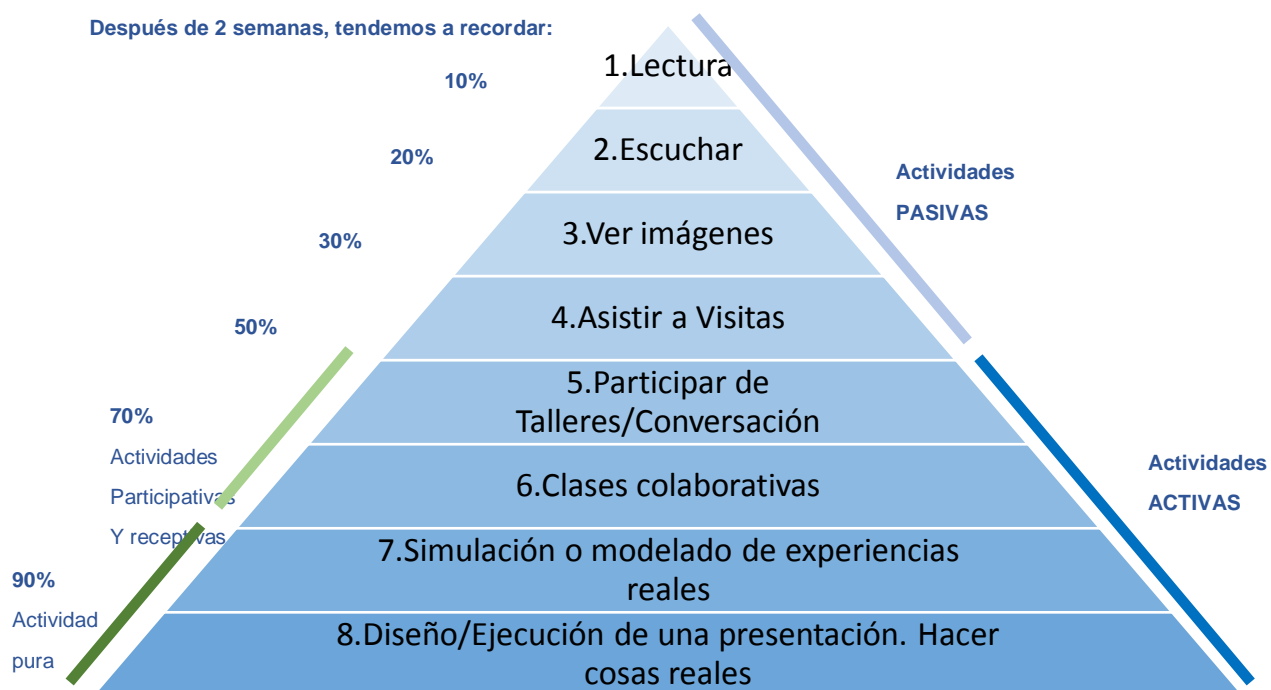 Después de 2 semanas, tendemos a recordar:
1.Lectura
10%
2.Escuchar
20%
Actividades
PASIVAS
3.Ver imágenes
30%
4.Asistir a Visitas
50%
5.Participar de
Talleres/Conversación
70%
Actividades
Participativas
Y receptivas
6.Clases colaborativas
Actividades
ACTIVAS
7.Simulación o modelado de experiencias
reales
90%
Actividad
pura
8.Diseño/Ejecución de una presentación. Hacer
cosas reales